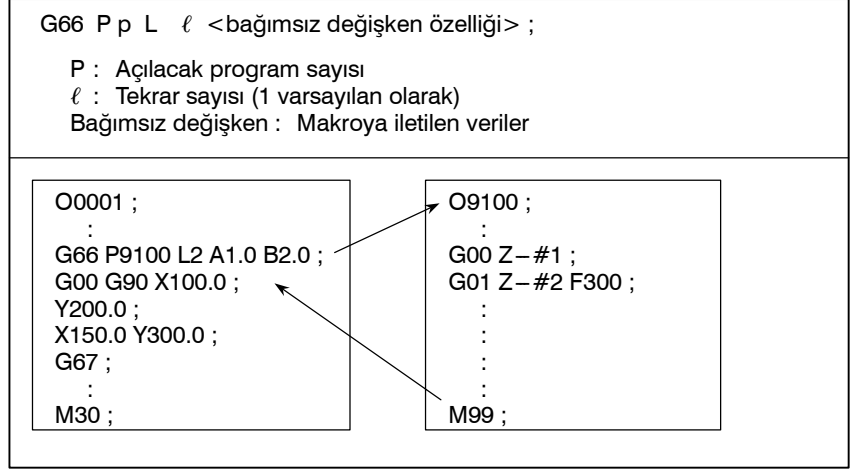 G66 P p L ℓ <bağımsız değişken özelliği> ;
P : Açılacak program sayısı
ℓ : Tekrar sayısı (1 varsayılan olarak)
Bağımsız değişken : Makroya iletilen veriler
O0001 ;
:
G66 P9100 L2 A1.0 B2.0 ;
G00 G90 X100.0 ;
Y200.0 ;
X150.0 Y300.0 ;
G67 ;
:
M30 ;
O9100 ;
:
G00 Z–#1 ;
G01 Z–#2 F300 ;
:
:
:
:
M99 ;